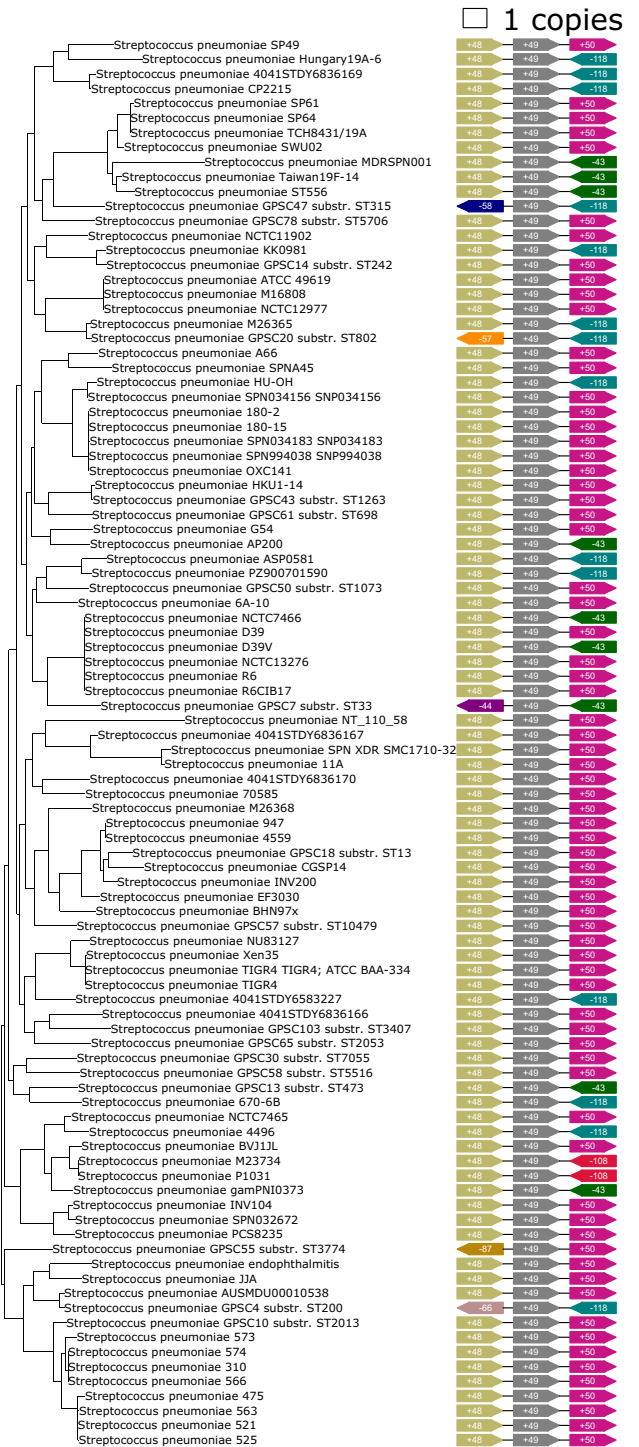 1 copies
Streptococcus pneumoniae SP49 +48 +49 +50
Streptococcus pneumoniae Hungary19A-6 +48 +49 -118
Streptococcus pneumoniae 4041STDY6836169 +48 +49 -118
Streptococcus pneumoniae CP2215 +48 +49 -118
Streptococcus pneumoniae SP61 +48 +49 +50
Streptococcus pneumoniae SP64 +48 +49 +50
Streptococcus pneumoniae TCH8431/19A +48 +49 +50
Streptococcus pneumoniae SWU02 +48 +49 +50
Streptococcus pneumoniae MDRSPN001 +48 +49 -43
Streptococcus pneumoniae Taiwan19F-14 +48 +49 -43
Streptococcus pneumoniae ST556 +48 +49 -43
Streptococcus pneumoniae GPSC47 substr. ST315 -58 +49 -118
Streptococcus pneumoniae GPSC78 substr. ST5706 +48 +49 +50
Streptococcus pneumoniae NCTC11902 +48 +49 +50
Streptococcus pneumoniae KK0981 +48 +49 -118
Streptococcus pneumoniae GPSC14 substr. ST242 +48 +49 +50
Streptococcus pneumoniae ATCC 49619 +48 +49 +50
Streptococcus pneumoniae M16808 +48 +49 +50
Streptococcus pneumoniae NCTC12977 +48 +49 +50
Streptococcus pneumoniae M26365 +48 +49 -118
Streptococcus pneumoniae GPSC20 substr. ST802 -57 +49 -118
Streptococcus pneumoniae A66 +48 +49 +50
Streptococcus pneumoniae SPNA45 +48 +49 +50
Streptococcus pneumoniae HU-OH +48 +49 -118
Streptococcus pneumoniae SPN034156 SNP034156 +48 +49 +50
Streptococcus pneumoniae 180-2 +48 +49 +50
Streptococcus pneumoniae 180-15 +48 +49 +50
Streptococcus pneumoniae SPN034183 SNP034183 +48 +49 +50
Streptococcus pneumoniae SPN994038 SNP994038 +48 +49 +50
Streptococcus pneumoniae OXC141 +48 +49 +50
Streptococcus pneumoniae HKU1-14 +48 +49 +50
Streptococcus pneumoniae GPSC43 substr. ST1263 +48 +49 +50
Streptococcus pneumoniae GPSC61 substr. ST698 +48 +49 +50
Streptococcus pneumoniae G54 +48 +49 +50
Streptococcus pneumoniae AP200 +48 +49 -43
Streptococcus pneumoniae ASP0581 +48 +49 -118
Streptococcus pneumoniae PZ900701590 +48 +49 -118
Streptococcus pneumoniae GPSC50 substr. ST1073 +48 +49 +50
Streptococcus pneumoniae 6A-10 +48 +49 +50
Streptococcus pneumoniae NCTC7466 +48 +49 -43
Streptococcus pneumoniae D39 +48 +49 +50
Streptococcus pneumoniae D39V +48 +49 -43
Streptococcus pneumoniae NCTC13276 +48 +49 +50
Streptococcus pneumoniae R6 +48 +49 +50
Streptococcus pneumoniae R6CIB17 +48 +49 +50
Streptococcus pneumoniae GPSC7 substr. ST33 -44 +49 -43
Streptococcus pneumoniae NT_110_58 +48 +49 +50
Streptococcus pneumoniae 4041STDY6836167 +48 +49 +50
Streptococcus pneumoniae SPN XDR SMC1710-32 +48 +49 +50
Streptococcus pneumoniae 11A +48 +49 +50
Streptococcus pneumoniae 4041STDY6836170 +48 +49 +50
Streptococcus pneumoniae 70585 +48 +49 +50
Streptococcus pneumoniae M26368 +48 +49 +50
Streptococcus pneumoniae 947 +48 +49 +50
Streptococcus pneumoniae 4559 +48 +49 +50
Streptococcus pneumoniae GPSC18 substr. ST13 +48 +49 +50
Streptococcus pneumoniae CGSP14 +48 +49 +50
Streptococcus pneumoniae INV200 +48 +49 +50
Streptococcus pneumoniae EF3030 +48 +49 +50
Streptococcus pneumoniae BHN97x +48 +49 +50
Streptococcus pneumoniae GPSC57 substr. ST10479 +48 +49 +50
Streptococcus pneumoniae NU83127 +48 +49 +50
Streptococcus pneumoniae Xen35 +48 +49 +50
Streptococcus pneumoniae TIGR4 TIGR4; ATCC BAA-334 +48 +49 +50
Streptococcus pneumoniae TIGR4 +48 +49 +50
Streptococcus pneumoniae 4041STDY6583227 +48 +49 -118
Streptococcus pneumoniae 4041STDY6836166 +48 +49 +50
Streptococcus pneumoniae GPSC103 substr. ST3407 +48 +49 +50
Streptococcus pneumoniae GPSC65 substr. ST2053 +48 +49 +50
Streptococcus pneumoniae GPSC30 substr. ST7055 +48 +49 +50
Streptococcus pneumoniae GPSC58 substr. ST5516 +48 +49 +50
Streptococcus pneumoniae GPSC13 substr. ST473 +48 +49 -43
Streptococcus pneumoniae 670-6B +48 +49 -118
Streptococcus pneumoniae NCTC7465 +48 +49 +50
Streptococcus pneumoniae 4496 +48 +49 -118
Streptococcus pneumoniae BVJ1JL +48 +49 +50
Streptococcus pneumoniae M23734 +48 +49 -108
Streptococcus pneumoniae P1031 +48 +49 -108
Streptococcus pneumoniae gamPNI0373 +48 +49 -43
Streptococcus pneumoniae INV104 +48 +49 +50
Streptococcus pneumoniae SPN032672 +48 +49 +50
Streptococcus pneumoniae PCS8235 +48 +49 +50
Streptococcus pneumoniae GPSC55 substr. ST3774 -87 +49 +50
Streptococcus pneumoniae endophthalmitis +48 +49 +50
Streptococcus pneumoniae JJA +48 +49 +50
Streptococcus pneumoniae AUSMDU00010538 +48 +49 +50
Streptococcus pneumoniae GPSC4 substr. ST200 -66 +49 -118
Streptococcus pneumoniae GPSC10 substr. ST2013 +48 +49 +50
Streptococcus pneumoniae 573 +48 +49 +50
Streptococcus pneumoniae 574 +48 +49 +50
Streptococcus pneumoniae 310 +48 +49 +50
Streptococcus pneumoniae 566 +48 +49 +50
Streptococcus pneumoniae 475 +48 +49 +50
Streptococcus pneumoniae 563 +48 +49 +50
Streptococcus pneumoniae 521 +48 +49 +50
Streptococcus pneumoniae 525 +48 +49 +50